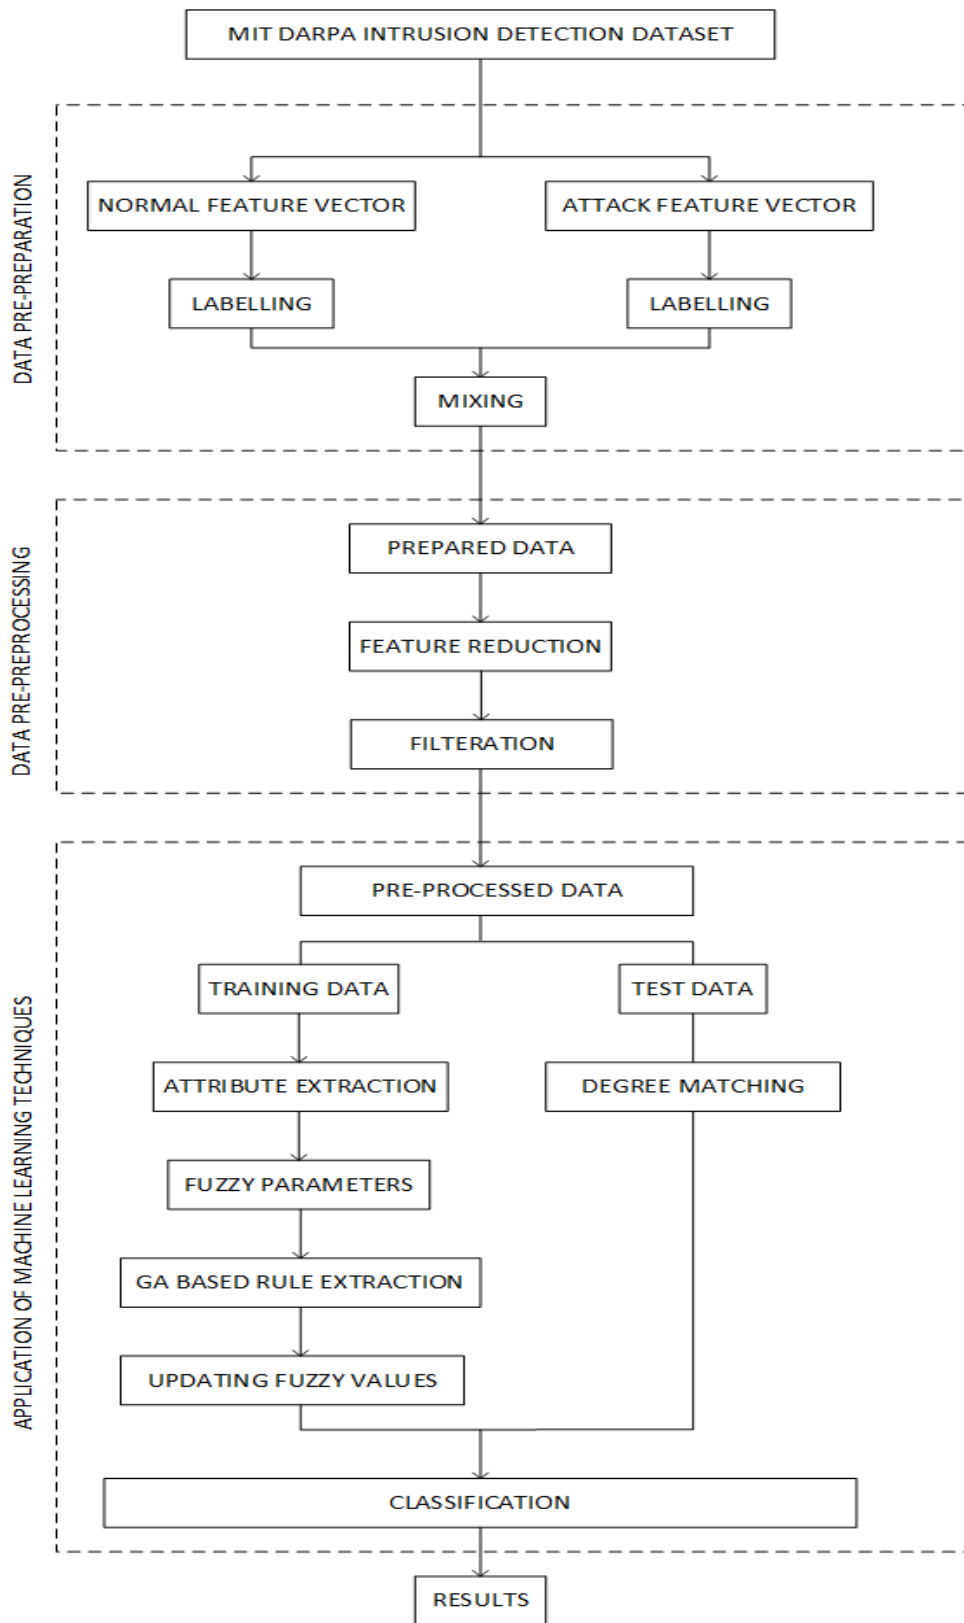 MIT DARPA INTRUSION DETECTION DATASET
DATA PRE-PREPARATION
NORMAL FEATURE VECTOR
ATTACK FEATURE VECTOR
LABELLING
LABELLING
MIXING
DATA PRE-PREPROCESSING
PREPARED DATA
FEATURE REDUCTION
FILTERATION
APPLICATION OF MACHINE LEARNING TECHNIQUES
PRE-PROCESSED DATA
TRAINING DATA
TEST DATA
ATTRIBUTE EXTRACTION
DEGREE MATCHING
FUZZY PARAMETERS
GA BASED RULE EXTRACTION
UPDATING FUZZY VALUES
CLASSIFICATION
RESULTS